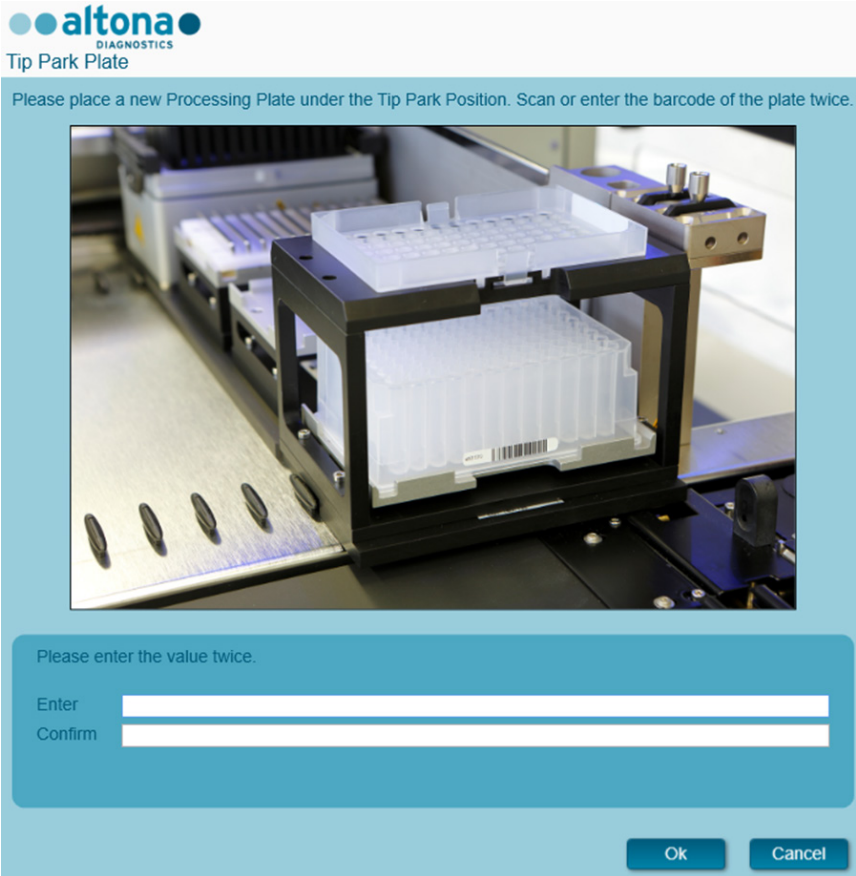 altona
DIAGNOSTICS
Tip Park Plate
Please place a new Processing Plate under the Tip Park Position. Scan or enter the barcode of the plate twice.
Please enter the value twice.
Enter
Confirm
Ok
Cancel